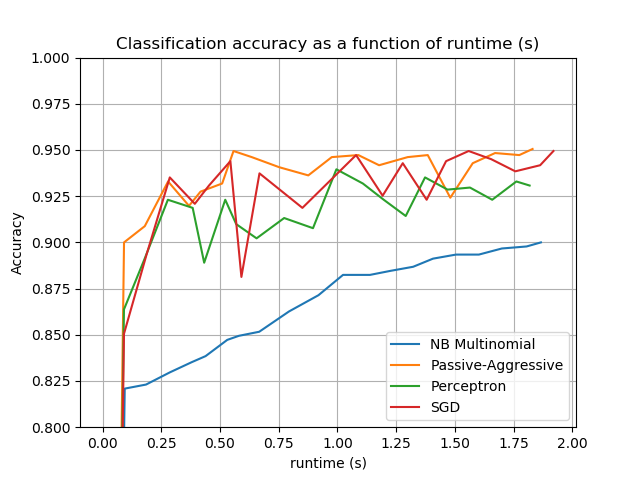 Classification accuracy as a function of runtime (s)
1.000
0.975
0.950
0.925
0.900
0.875
0.850
0.825
0.800
Accuracy
NB Multinomial
Passive-Aggressive
Perceptron
SGD
0.00 0.25 0.50 0.75 1.00 1.25 1.50 1.75 2.00
runtime (s)